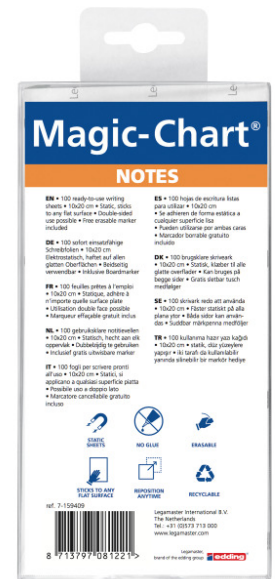 Magic-Chart®
NOTES
EN • 100 ready-to-use writing
sheets • 10x20 cm • Static, sticks
to any flat surface • Double-sided
use possible • Free erasable marker
included
DE • 100 sofort einsatzfähige
Schreibfolien • 10x20 cm
Elektrostatisch, haftet auf allen
glatten Oberflächen • Beidseitig
verwendbar • Inklusive Boardmarker
FR • 100 feuilles prêtes à l'emploi
• 10x20 cm • Statique, adhère à
n'importe quelle surface plate
• Utilisation double face possible
• Marqueur effaçable gratuit inclus
NL • 100 gebruiksklare notitievellen
• 10x20 cm • Statisch, hecht aan elk
oppervlak • Dubbelzijdig te gebruiken
• Inclusief gratis uitwisbare marker
IT • 100 fogli per scrivere pronti
all'uso • 10x20 cm • Statici, si
applicano a qualsiasi superficie piatta
• Possibile uso a doppio lato
• Marcatore cancellabile gratuito
incluso
ES • 100 hojas de escritura listas
para utilizar • 10x20 cm
• Se adhieren de forma estática a
cualquier superficie lisa
• Pueden utilizarse por ambas caras
• Marcador borrable gratuito
incluido
DK • 100 brugsklare skriveark
• 10x20 cm • Statisk, klæber til alle
glatte overflader • Kan bruges på
begge sider • Gratis sletbar tusch
medfølger
SE • 100 skrivark redo att använda
• 10x20 cm • Fäster statiskt på alla
plana ytor • Båda sidor kan använ-
das • Suddbar märkpenna medföljer
TR • 100 kullanıma hazır yazı kağıdı
• 10x20 cm • statik, düz yüzeylere
yapışır • iki tarafı da kullanılabilir
yanında silinebilir bir markör hediye
STATIC
SHEETS
NO GLUE
ERASABLE
STICKS TO ANY
FLAT SURFACE
REPOSITION
ANYTIME
RECYCLABLE
ref. 7-159409
8 713797 081221 >
Legamaster International B.V.
The Netherlands
Tel.: +31 (0)573 713 000
www.legamaster.com
Legamaster,
brand of the edding group
edding